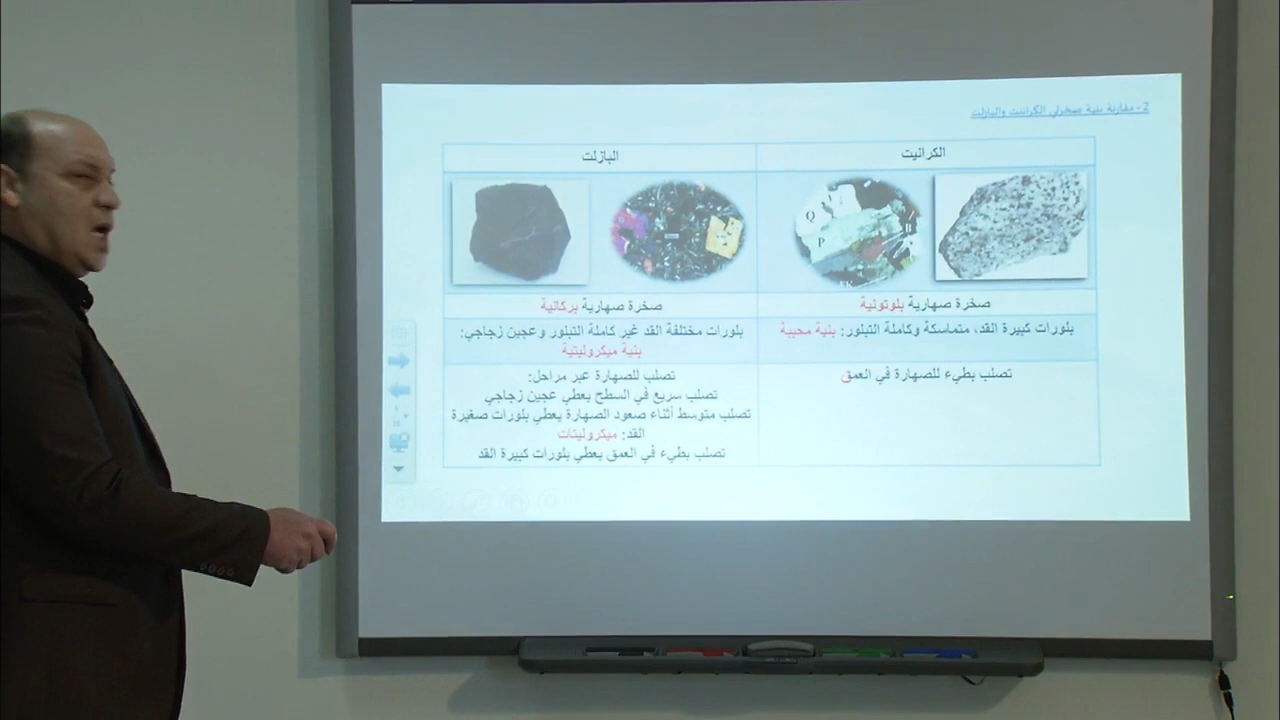 2- مقارنة بنية صخرتي الكرانيت والبازلت
الكرانيت
البازلت
Q
P
B
صخرة صهارية بلوتونية
صخرة صهارية بركانية
بلورات كبيرة القد، متماسكة وكاملة التبلور: بنية محببة
بلورات مختلفة القد غير كاملة التبلور وعجين زجاجي:
بنية ميكروليتية
تصلب بطيء للصهارة في العمق
تصلب للصهارة عبر مراحل:
تصلب سريع في السطح يعطي عجين زجاجي
تصلب متوسط أثناء صعود الصهارة يعطي بلورات صغيرة
القد: ميكروليتات
تصلب بطيء في العمق يعطي بلورات كبيرة القد